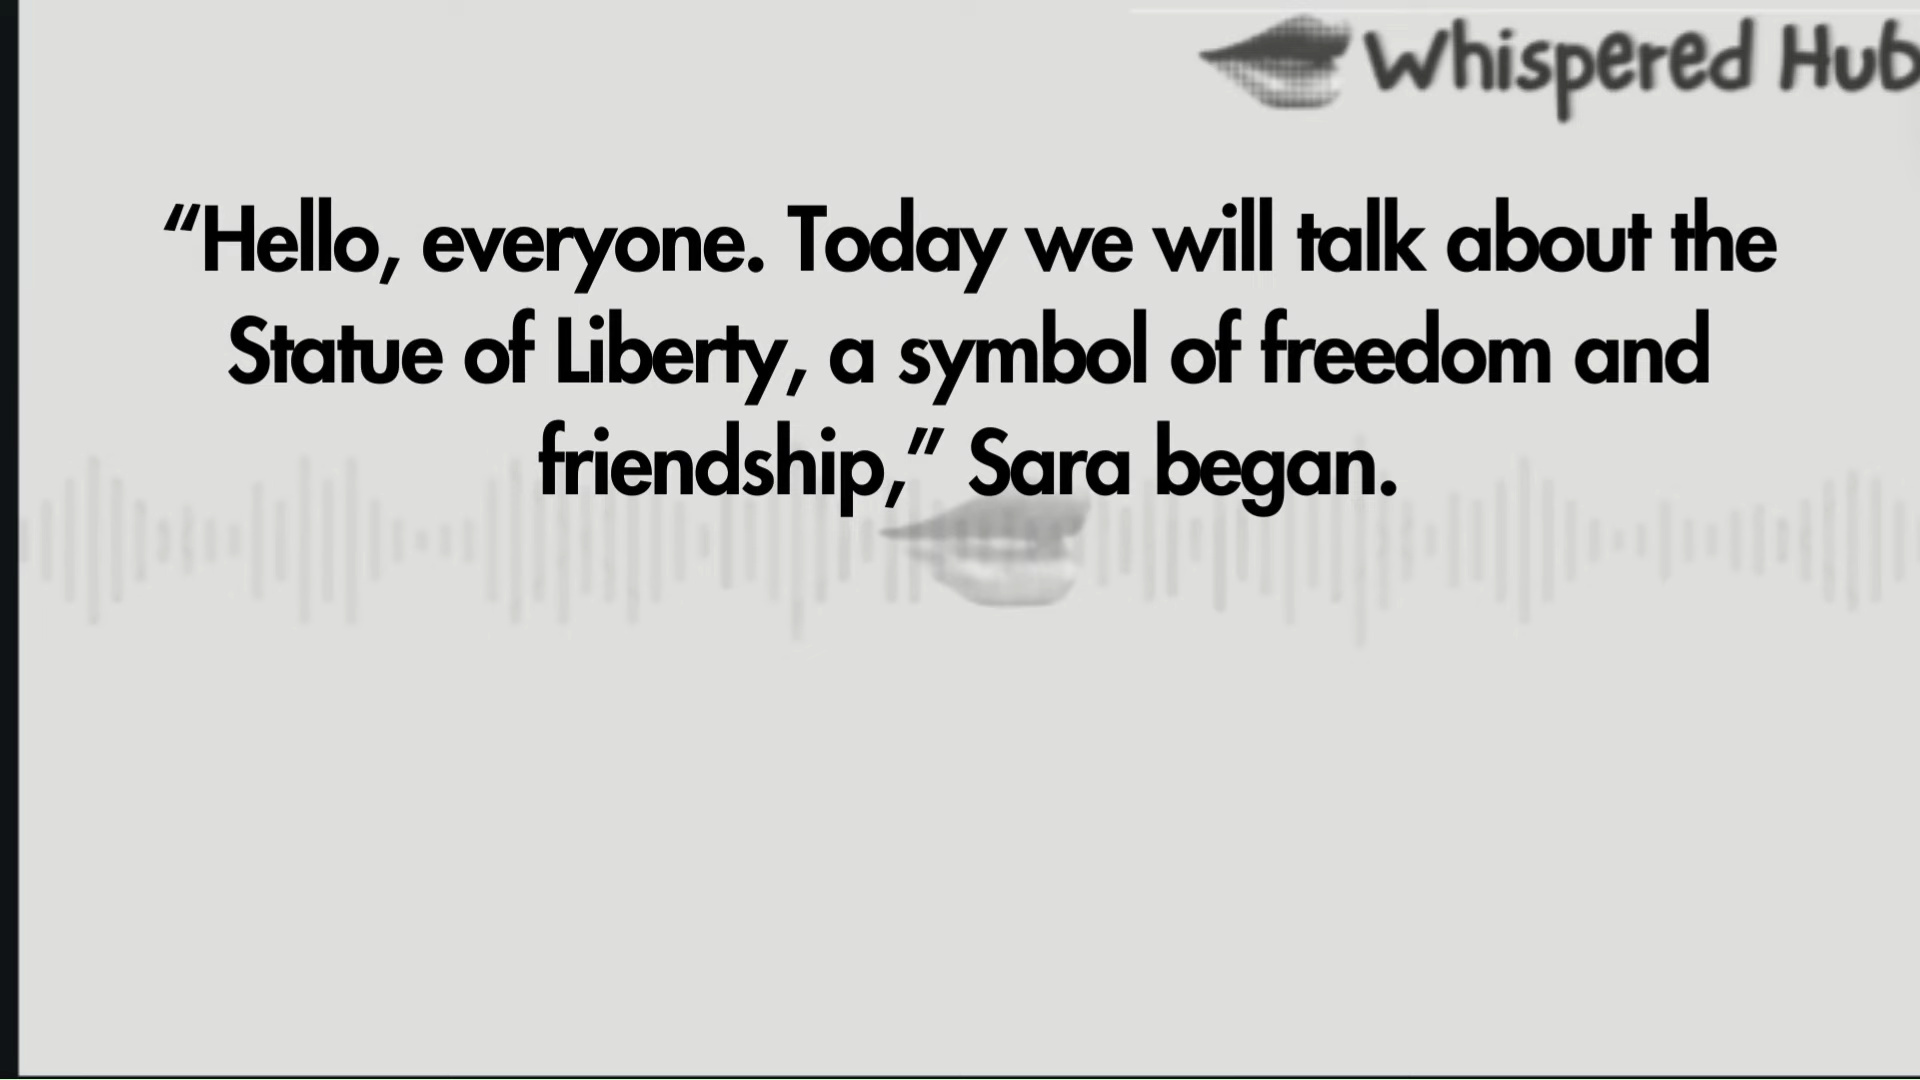 Whispered Hub
“Hello, everyone. Today we will talk about the
Statue of Liberty, a symbol of freedom and
friendship,” Sara began.